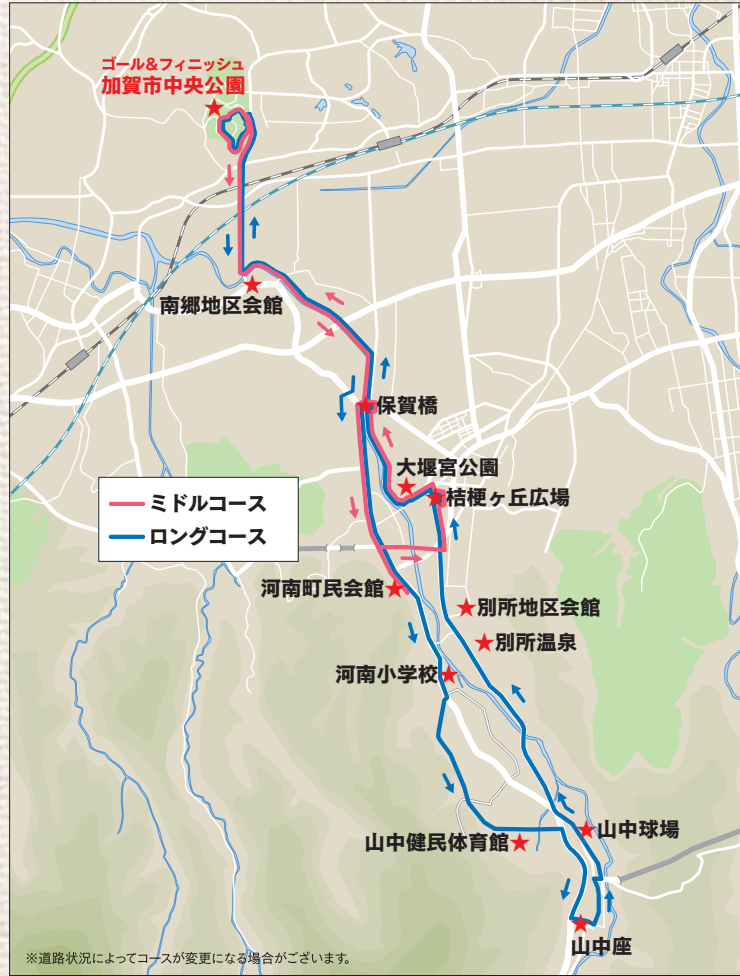 ゴール&フィニッシュ
加賀市中央公園
南郷地区会館
保賀橋
大堰宮公園
桔梗ヶ丘広場
ミドルコース
ロングコース
河南町民会館
別所地区会館
別所温泉
河南小学校
山中球場
山中健民体育館
山中座
※道路状況によってコースが変更になる場合がございます。